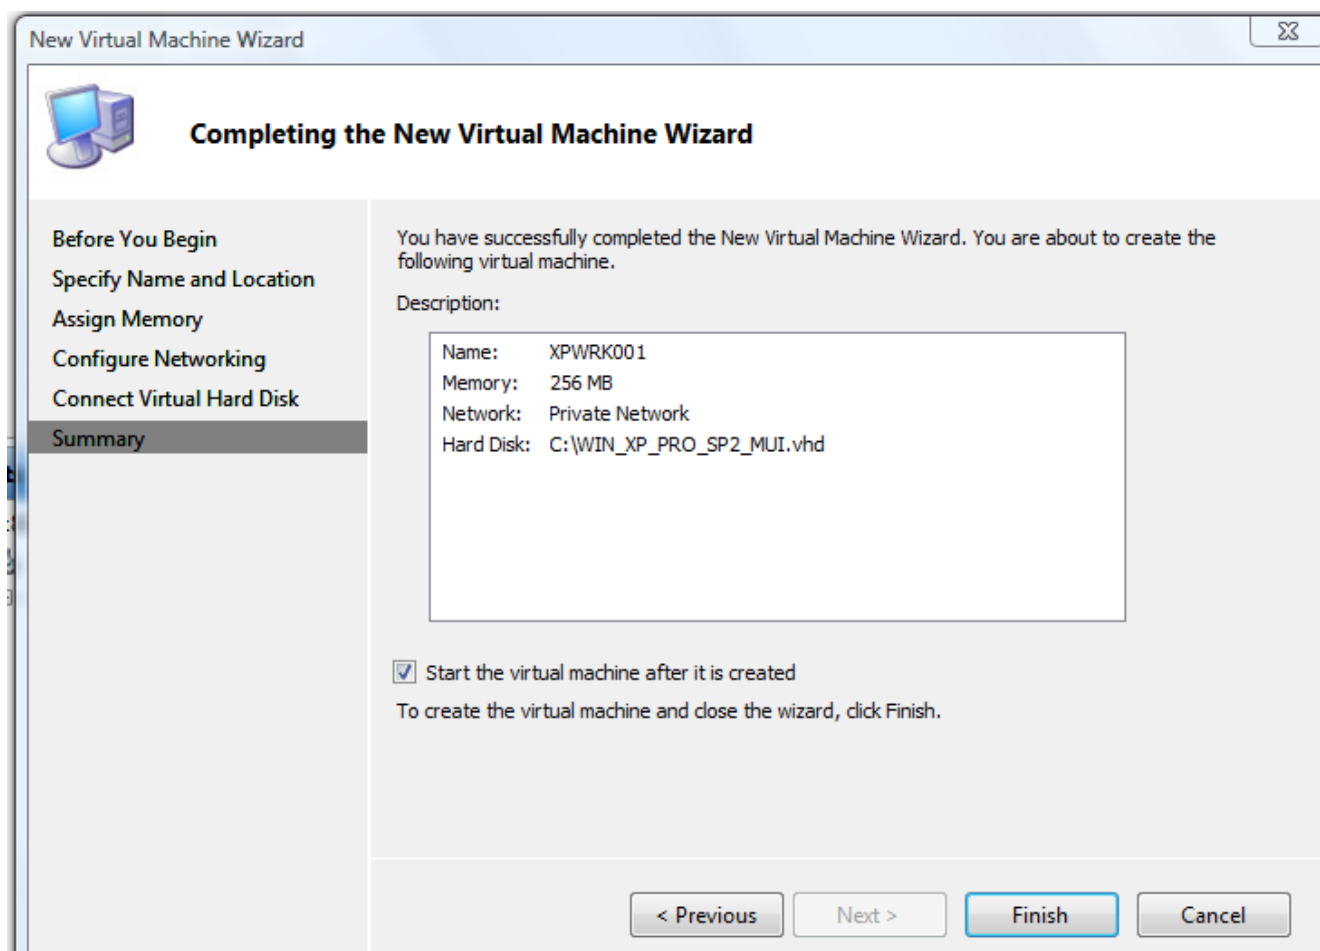 New Virtual Machine Wizard
Completing the New Virtual Machine Wizard
Before You Begin
Specify Name and Location
Assign Memory
Configure Networking
Connect Virtual Hard Disk
Summary
You have successfully completed the New Virtual Machine Wizard. You are about to create the
following virtual machine.
Description:
Name: XPWRK001
Memory: 256 MB
Network: Private Network
Hard Disk: C:\WIN_XP_PRO_SP2_MUI.vhd
Start the virtual machine after it is created
To create the virtual machine and close the wizard, click Finish.
< Previous Next > Finish Cancel